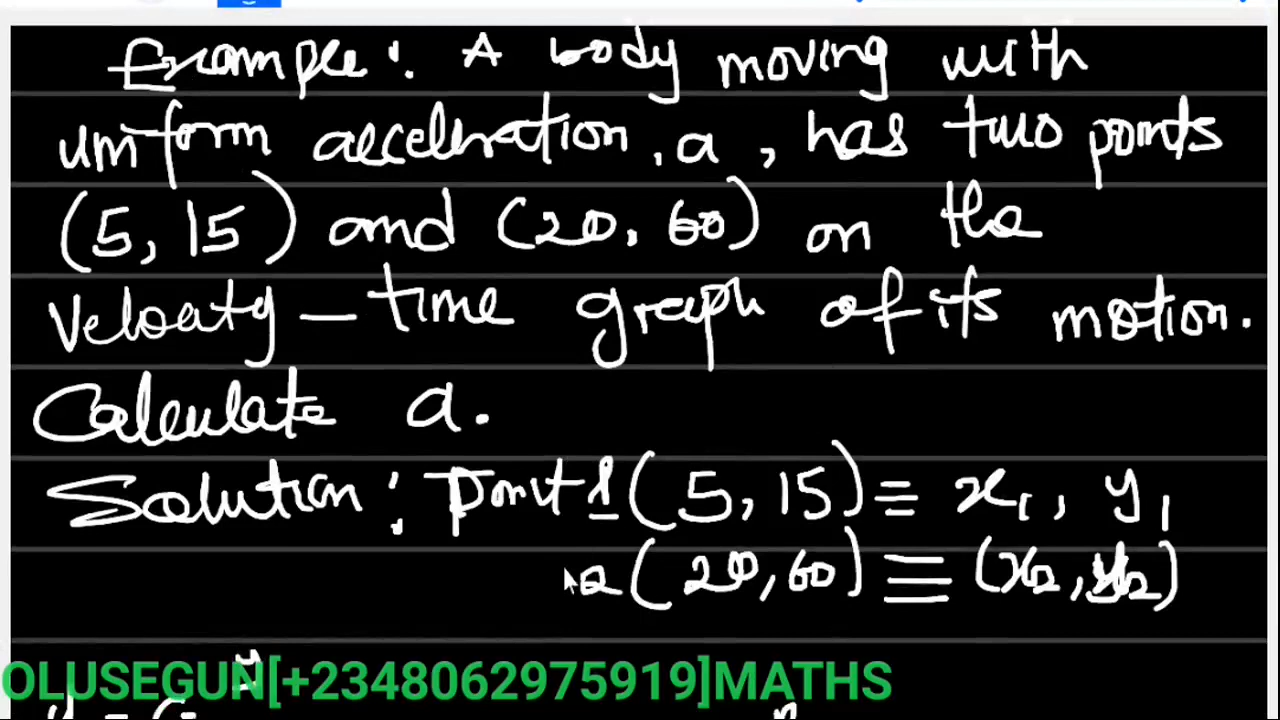 Example: A body moving with
uniform acceleration, a, has two points
(5, 15) and (20, 60) on the
Velocity-time graph of its motion.
Calculate a.
Solution: Point 1 (5, 15) ≡ x₁, y₁
2 (20, 60) ≡ (x₂, y₂)
OLUSEGUN[+2348062975919]MATHS